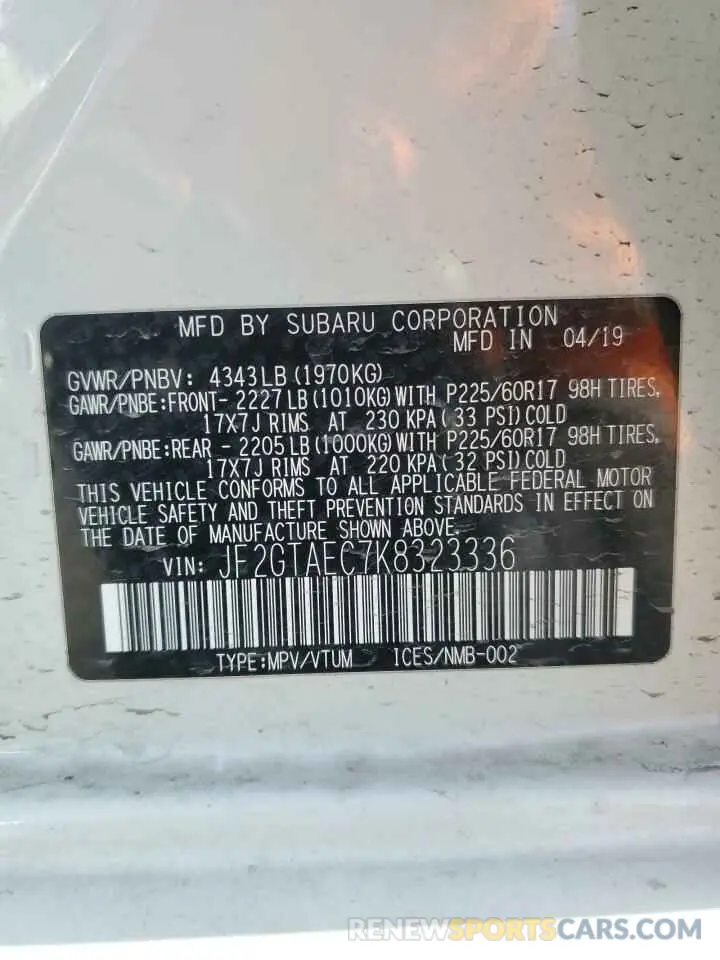 MFD BY SUBARU CORPORATION
MFD IN 04/19
GVWR/PNBV: 4343LB(1970KG)
GAWR/PNBE:FRONT- 2227LB(1010KG)WITH P225/60R17 98H TIRES,
17X7J RIMS AT 230 KPA(33 PSI)COLD
GAWR/PNBE:REAR - 2205LB(1000KG)WITH P225/60R17 98H TIRES,
17X7J RIMS AT 220 KPA(32 PSI)COLD
THIS VEHICLE CONFORMS TO ALL APPLICABLE FEDERAL MOTOR
VEHICLE SAFETY AND THEFT PREVENTION STANDARDS IN EFFECT ON
THE DATE OF MANUFACTURE SHOWN ABOVE.
VIN: JF2GTAEC7K8323336
TYPE:MPV/VTUM ICES/NMB-002
RENEWSPORTSCARS.COM